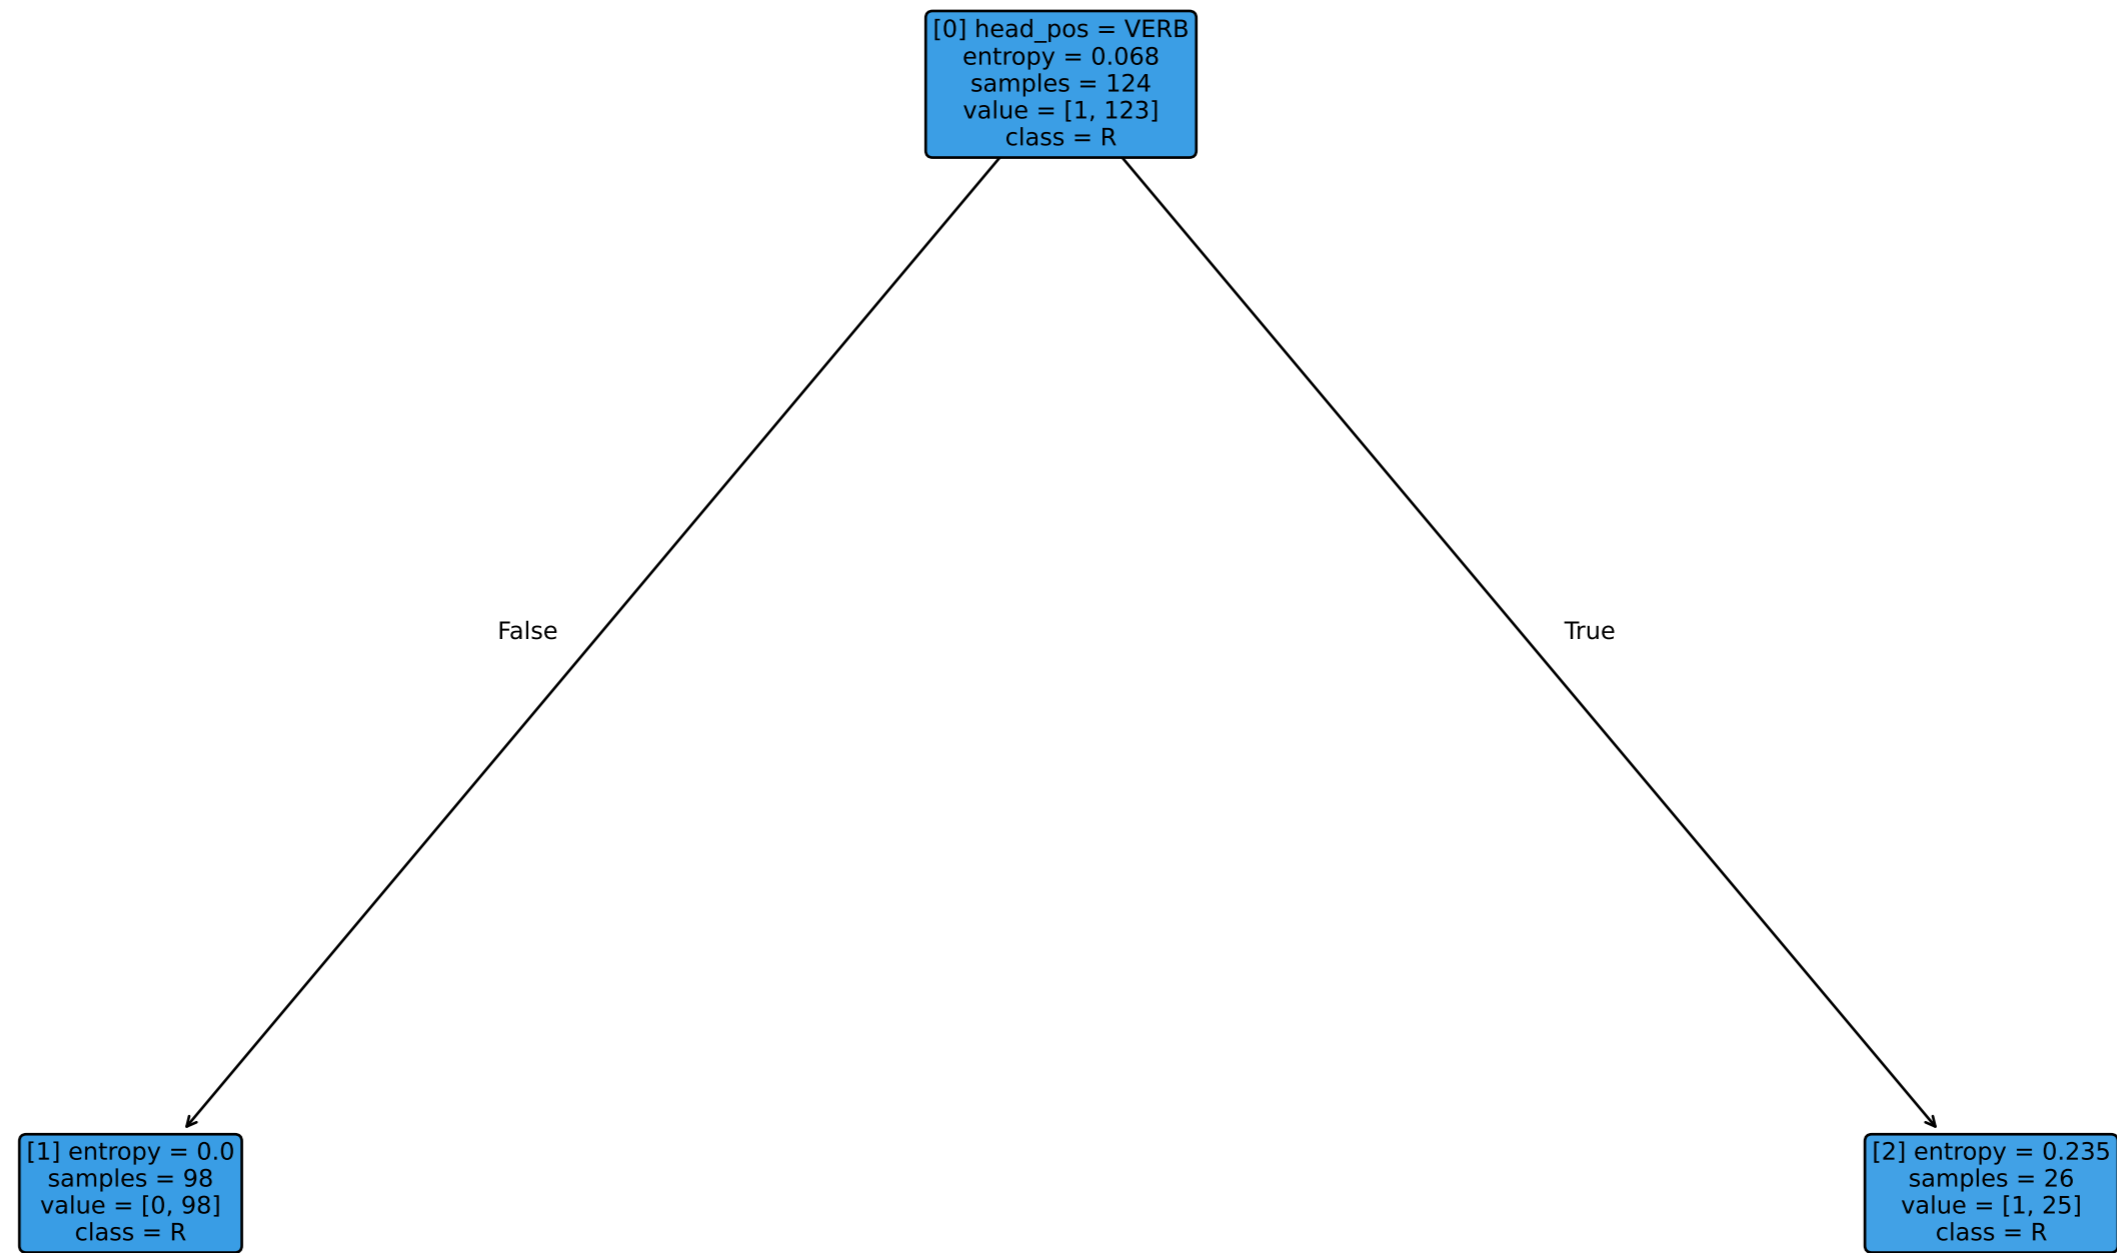 [0] head_pos = VERB
entropy = 0.068
samples = 124
value = [1, 123]
class = R
False
True
[1] entropy = 0.0
samples = 98
value = [0, 98]
class = R
[2] entropy = 0.235
samples = 26
value = [1, 25]
class = R